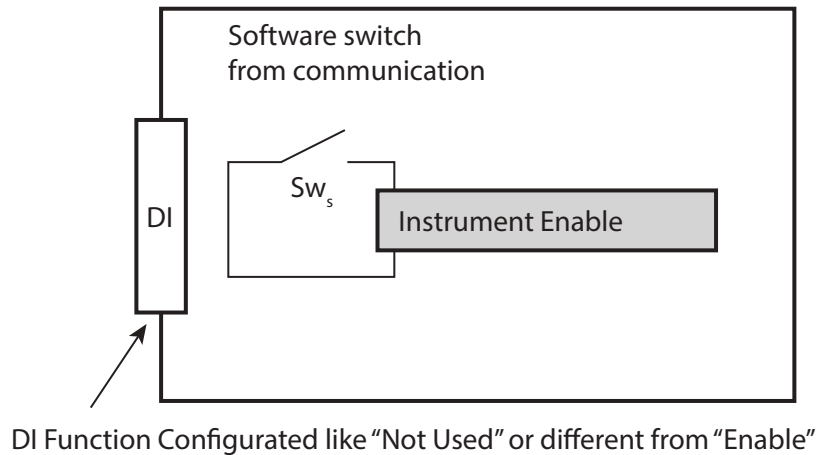 Software switch
from communication
Sws
DI
Instrument Enable
DI Function Configurated like “Not Used” or different from “Enable”